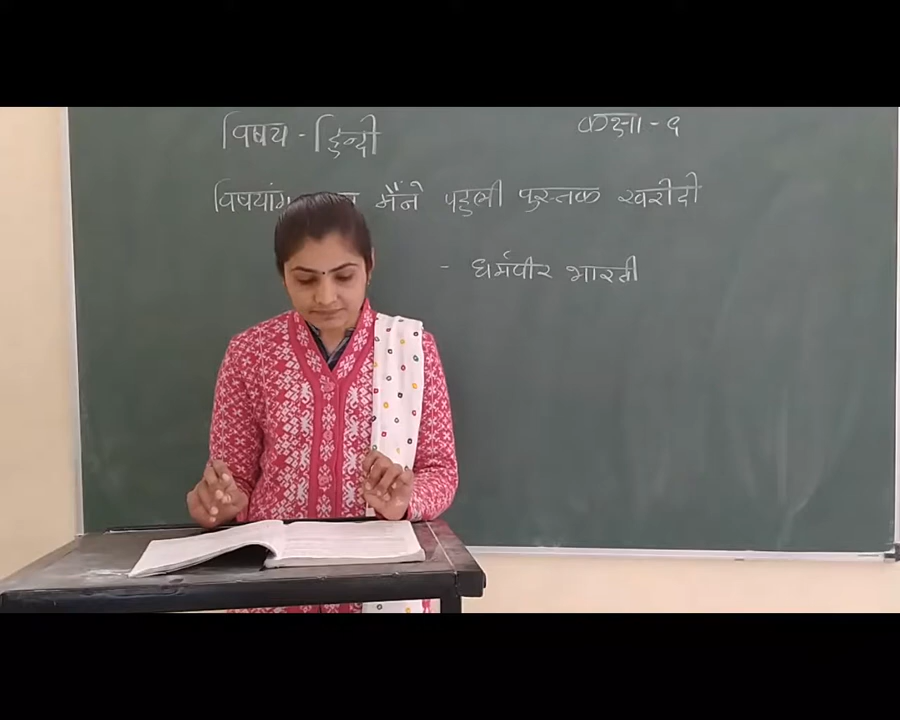 विषय - हिन्दी
कक्षा - ९
मैंने पहली पुस्तक खरीदी
- धर्मवीर भारती